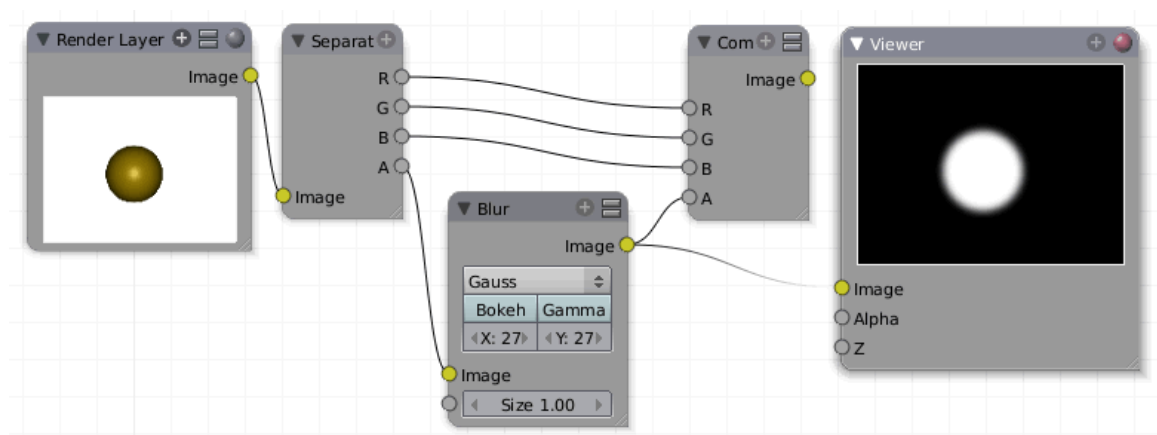 Render Layer
Image
Separat
R
G
B
A
Image
Blur
Image
Gauss
Bokeh Gamma
X: 27 Y: 27
Image
Size 1.00
Com
Image
R
G
B
A
Viewer
Image
Alpha
Z